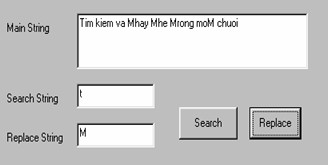 Main String
Tim kiem va Mhay Mhe Mrong moM chuoi
Search String
t
Replace String
M
Search
Replace